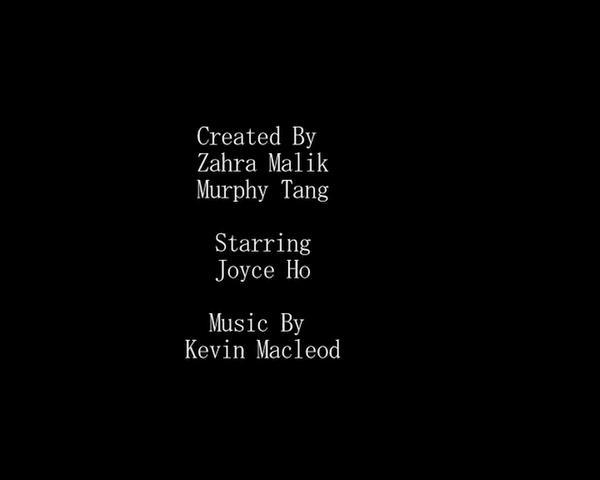 Created By
Zahra Malik
Murphy Tang
Starring
Joyce Ho
Music By
Kevin Macleod